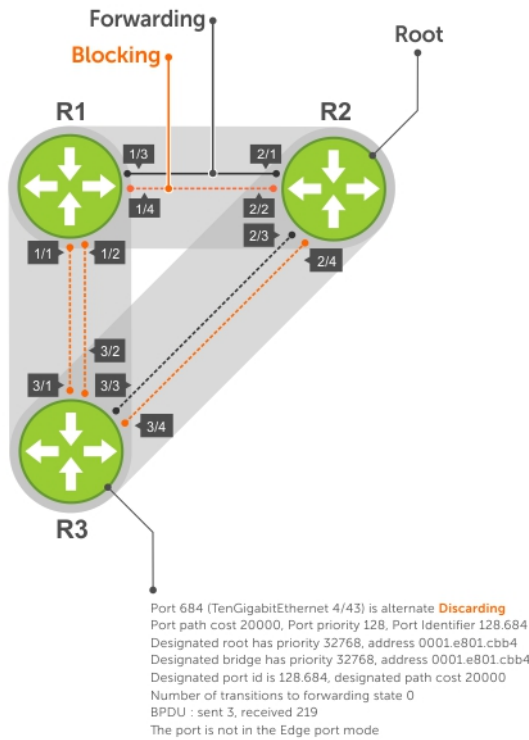 Forwarding
Blocking
Root
R1
R2
1/3
2/1
1/4
2/2
2/3
1/1
1/2
2/4
3/2
3/1
3/3
3/4
R3
Port 684 (TenGigabitEthernet 4/43) is alternate Discarding
Port path cost 20000, Port priority 128, Port Identifier 128.684
Designated root has priority 32768, address 0001.e801.cbb4
Designated bridge has priority 32768, address 0001.e801.cbb4
Designated port id is 128.684, designated path cost 20000
Number of transitions to forwarding state 0
BPDU : sent 3, received 219
The port is not in the Edge port mode